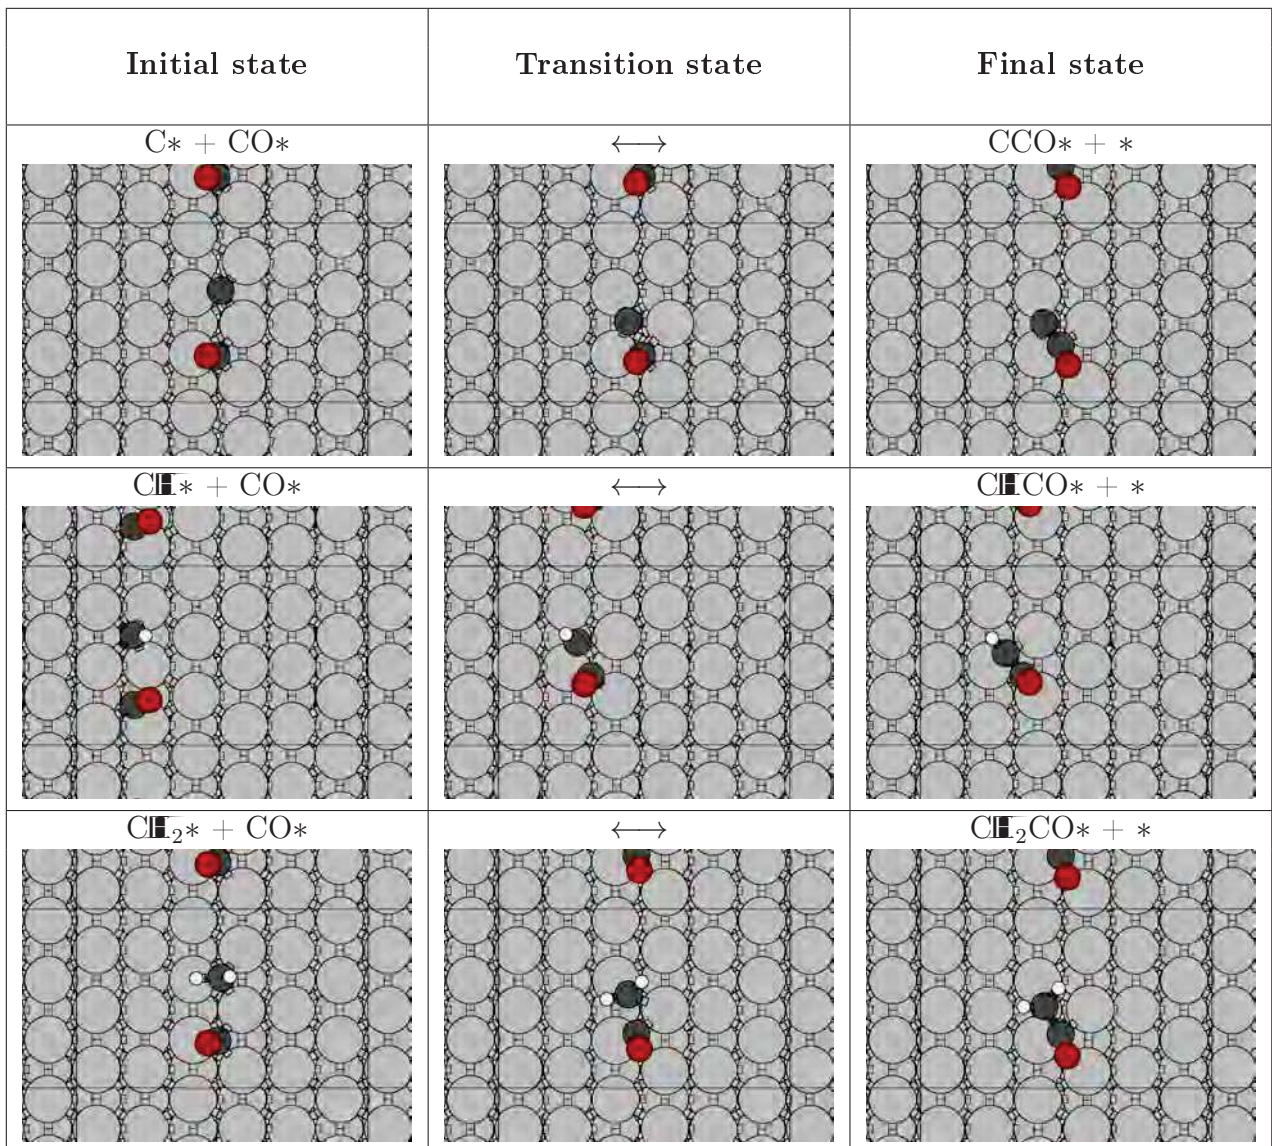 Initial state Transition state Final state
C∗ + CO∗ ⟷ CCO∗ + ∗
CH∗ + CO∗ ⟷ CHCO∗ + ∗
CH₂∗ + CO∗ ⟷ CH₂CO∗ + ∗